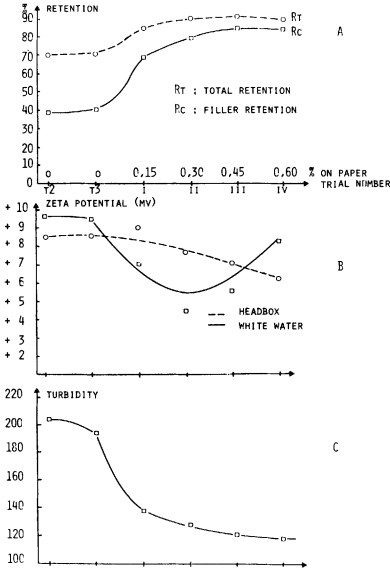 % RETENTION
90
80
70
60
50
40
30
20
10
0
RT
RC
A
RT : TOTAL RETENTION
RC : FILLER RETENTION
0 0 0,15 0,30 0,45 0,60 % ON PAPER
T2 T3 I II III IV TRIAL NUMBER
ZETA POTENTIAL (MV)
+ 10
+ 9
+ 8
+ 7
+ 6
+ 5
+ 4
+ 3
+ 2
B
HEADBOX
WHITE WATER
TURBIDITY
220
200
180
160
140
120
100
C